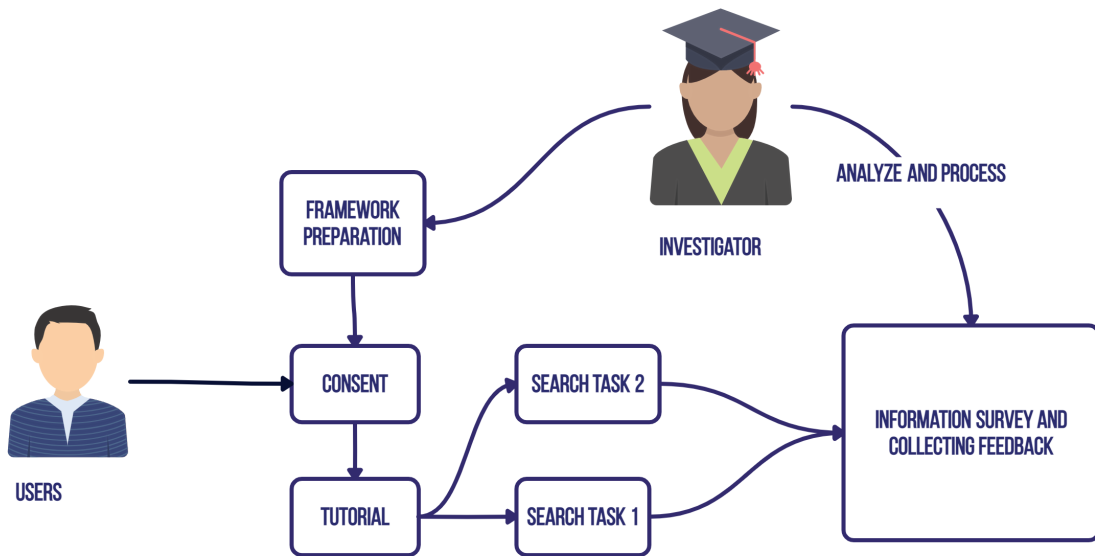 ANALYZE AND PROCESS
FRAMEWORK
PREPARATION
INVESTIGATOR
CONSENT
SEARCH TASK 2
INFORMATION SURVEY AND
COLLECTING FEEDBACK
USERS
TUTORIAL
SEARCH TASK 1